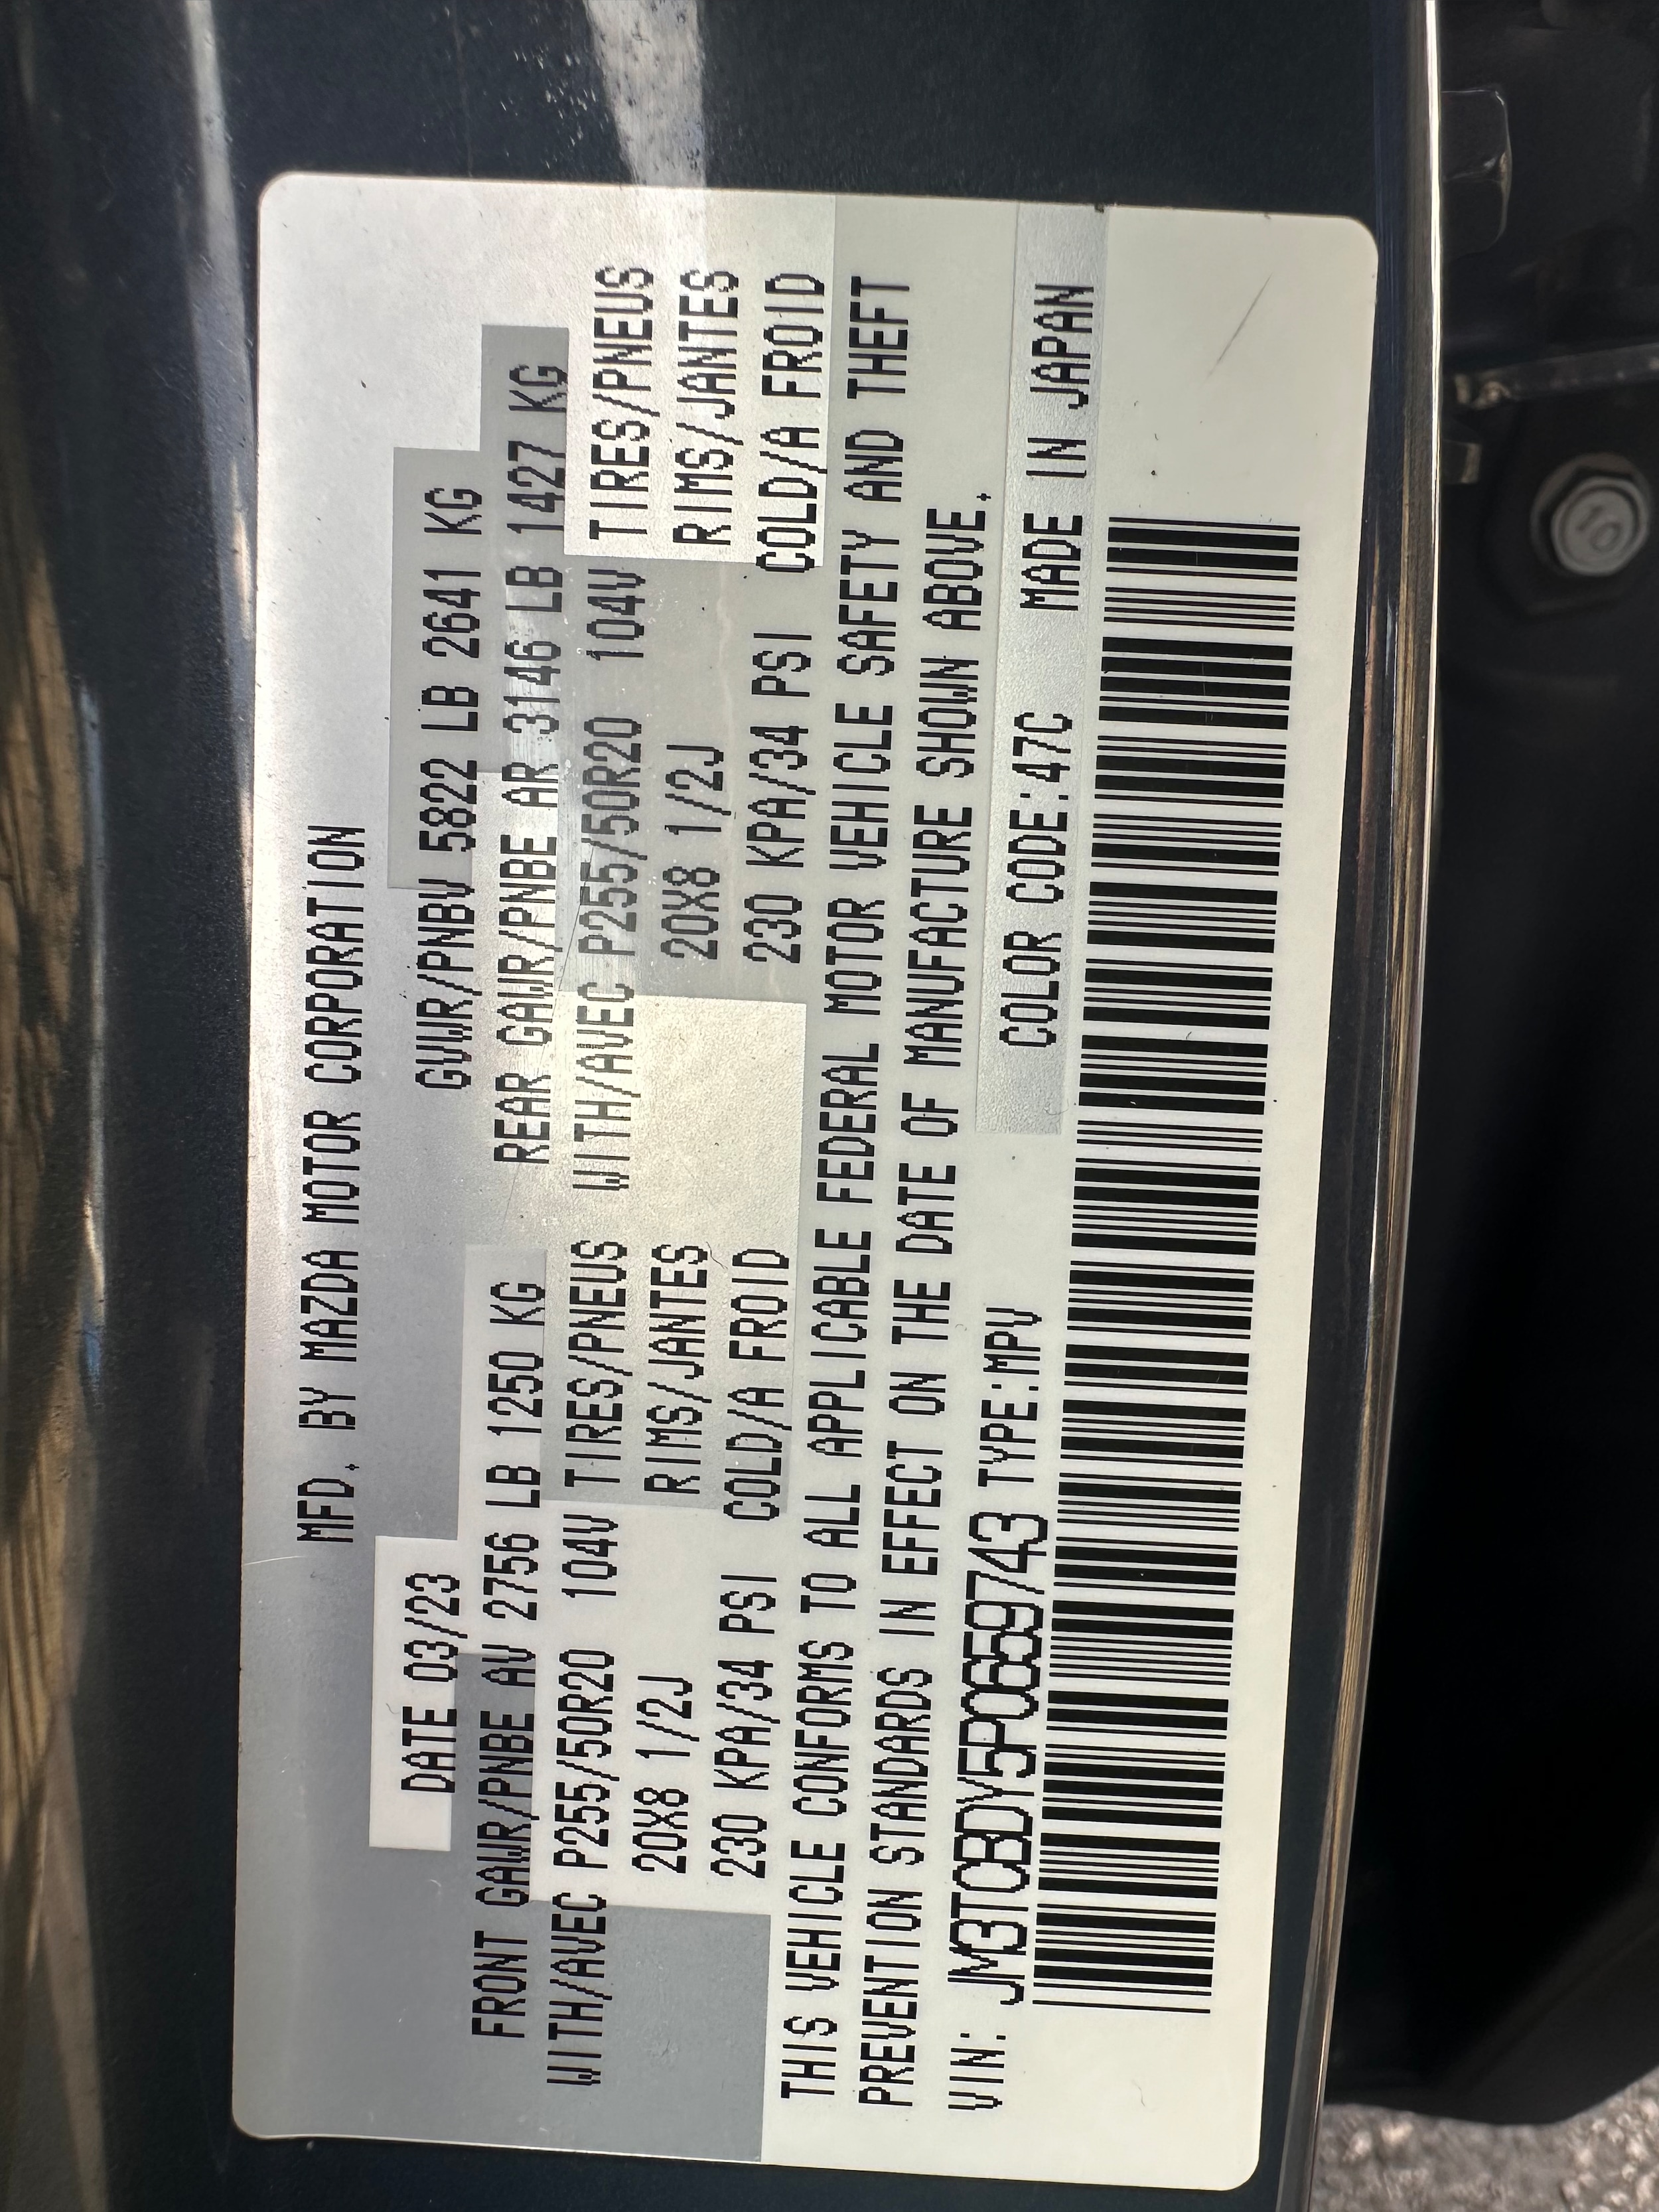 MFD. BY MAZDA MOTOR CORPORATION
DATE 03/23 GVWR/PNBV 5822 LB 2641 KG
FRONT GAWR/PNBE AV 2756 LB 1250 KG REAR GAWR/PNBE AR 3146 LB 1427 KG
WITH/AVEC P255/50R20 104V TIRES/PNEUS WITH/AVEC P255/50R20 104V TIRES/PNEUS
20X8 1/2J RIMS/JANTES 20X8 1/2J RIMS/JANTES
230 KPA/34 PSI COLD/A FROID 230 KPA/34 PSI COLD/A FROID
THIS VEHICLE CONFORMS TO ALL APPLICABLE FEDERAL MOTOR VEHICLE SAFETY AND THEFT
PREVENTION STANDARDS IN EFFECT ON THE DATE OF MANUFACTURE SHOWN ABOVE.
VIN: JM3TCBDY5P0659743 TYPE:MPV COLOR CODE:47C MADE IN JAPAN
10